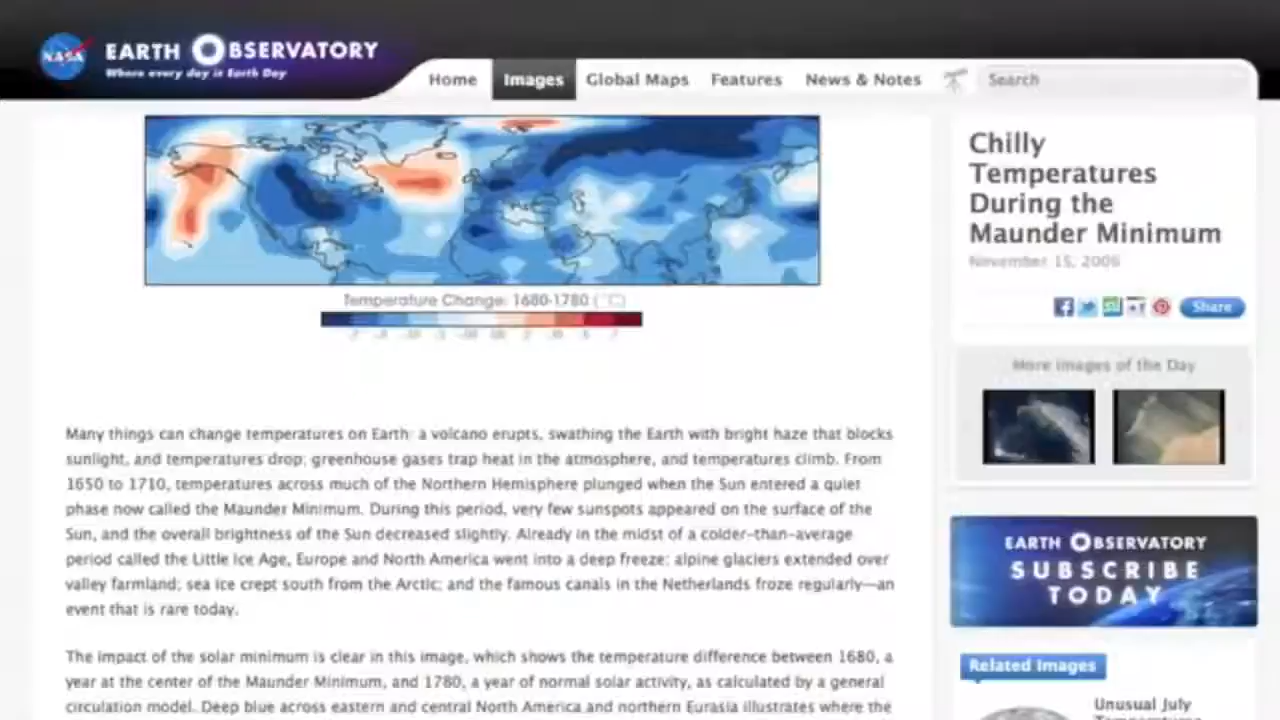 NASA
EARTH OBSERVATORY
Where every day is Earth Day
Home Images Global Maps Features News & Notes Search
Temperature Change: 1680-1780 (°C)
Chilly
Temperatures
During the
Maunder Minimum
November 15, 2006
Share
More Images of the Day
Many things can change temperatures on Earth: a volcano erupts, swathing the Earth with bright haze that blocks
sunlight, and temperatures drop; greenhouse gases trap heat in the atmosphere, and temperatures climb. From
1650 to 1710, temperatures across much of the Northern Hemisphere plunged when the Sun entered a quiet
phase now called the Maunder Minimum. During this period, very few sunspots appeared on the surface of the
Sun, and the overall brightness of the Sun decreased slightly. Already in the midst of a colder-than-average
period called the Little Ice Age, Europe and North America went into a deep freeze: alpine glaciers extended over
valley farmland; sea ice crept south from the Arctic; and the famous canals in the Netherlands froze regularly—an
event that is rare today.
The impact of the solar minimum is clear in this image, which shows the temperature difference between 1680, a
year at the center of the Maunder Minimum, and 1780, a year of normal solar activity, as calculated by a general
circulation model. Deep blue across eastern and central North America and northern Eurasia illustrates where the
EARTH OBSERVATORY
SUBSCRIBE
TODAY
Related Images
Unusual July
Temperatures